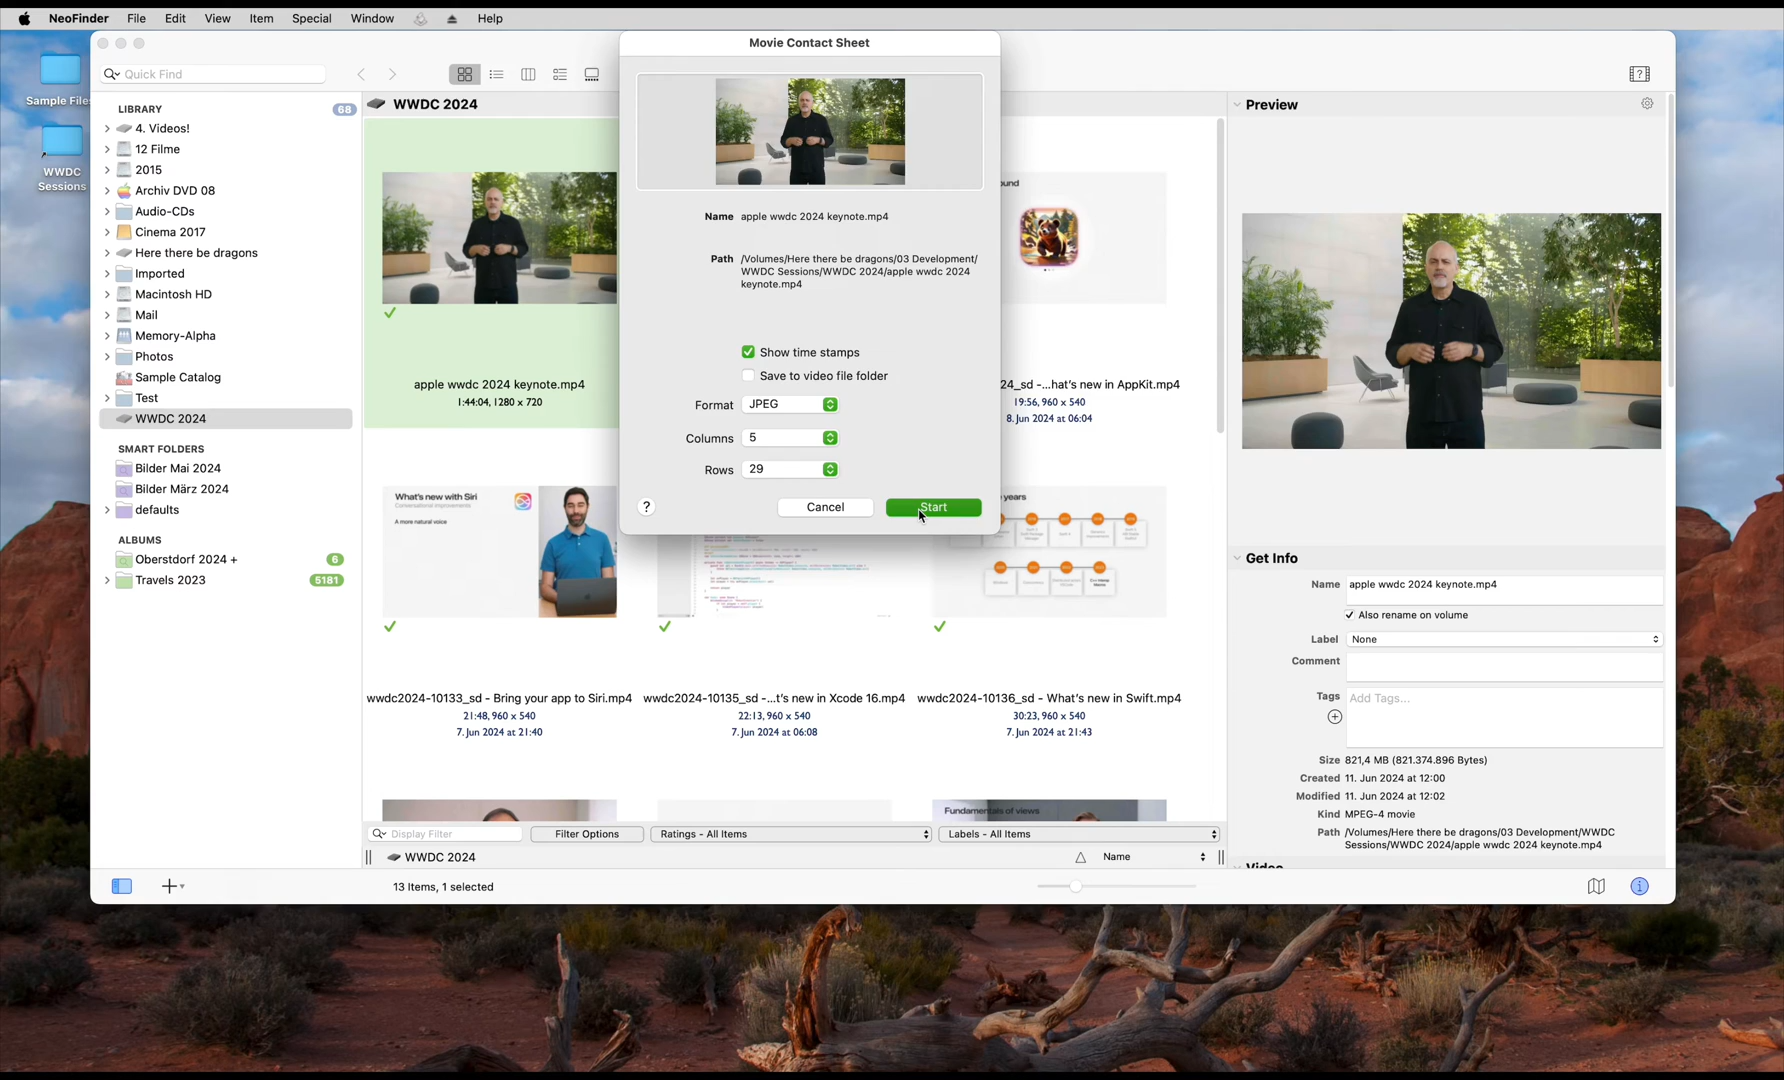 NeoFinder File Edit View Item Special Window Help
Sample Files
WWDC
Sessions
Quick Find
LIBRARY 68
4. Videos!
12 Filme
2015
Archiv DVD 08
Audio-CDs
Cinema 2017
Here there be dragons
Imported
Macintosh HD
Mail
Memory-Alpha
Photos
Sample Catalog
Test
WWDC 2024
SMART FOLDERS
Bilder Mai 2024
Bilder März 2024
defaults
ALBUMS
Oberstdorf 2024 + 6
Travels 2023 5181
WWDC 2024
apple wwdc 2024 keynote.mp4
1:44:04, 1280 x 720
Movie Contact Sheet
Name apple wwdc 2024 keynote.mp4
Path /Volumes/Here there be dragons/03 Development/
WWDC Sessions/WWDC 2024/apple wwdc 2024
keynote.mp4
Show time stamps
Save to video file folder
Format JPEG
Columns 5
Rows 29
? Cancel Start
ound
24_sd -...hat's new in AppKit.mp4
19:56, 960 x 540
8. Jun 2024 at 06:04
What's new with Siri
Conversational improvements
A more natural voice
years
wwdc2024-10133_sd - Bring your app to Siri.mp4
21:48, 960 x 540
7. Jun 2024 at 21:40
wwdc2024-10135_sd -...t's new in Xcode 16.mp4
22:13, 960 x 540
7. Jun 2024 at 06:08
wwdc2024-10136_sd - What's new in Swift.mp4
30:23, 960 x 540
7. Jun 2024 at 21:43
Fundamentals of views
Display Filter Filter Options Ratings - All Items Labels - All Items
WWDC 2024 Name
13 Items, 1 selected
Preview
Get Info
Name apple wwdc 2024 keynote.mp4
Also rename on volume
Label None
Comment
Tags Add Tags...
Size 821,4 MB (821.374.896 Bytes)
Created 11. Jun 2024 at 12:00
Modified 11. Jun 2024 at 12:02
Kind MPEG-4 movie
Path /Volumes/Here there be dragons/03 Development/WWDC
Sessions/WWDC 2024/apple wwdc 2024 keynote.mp4
Video